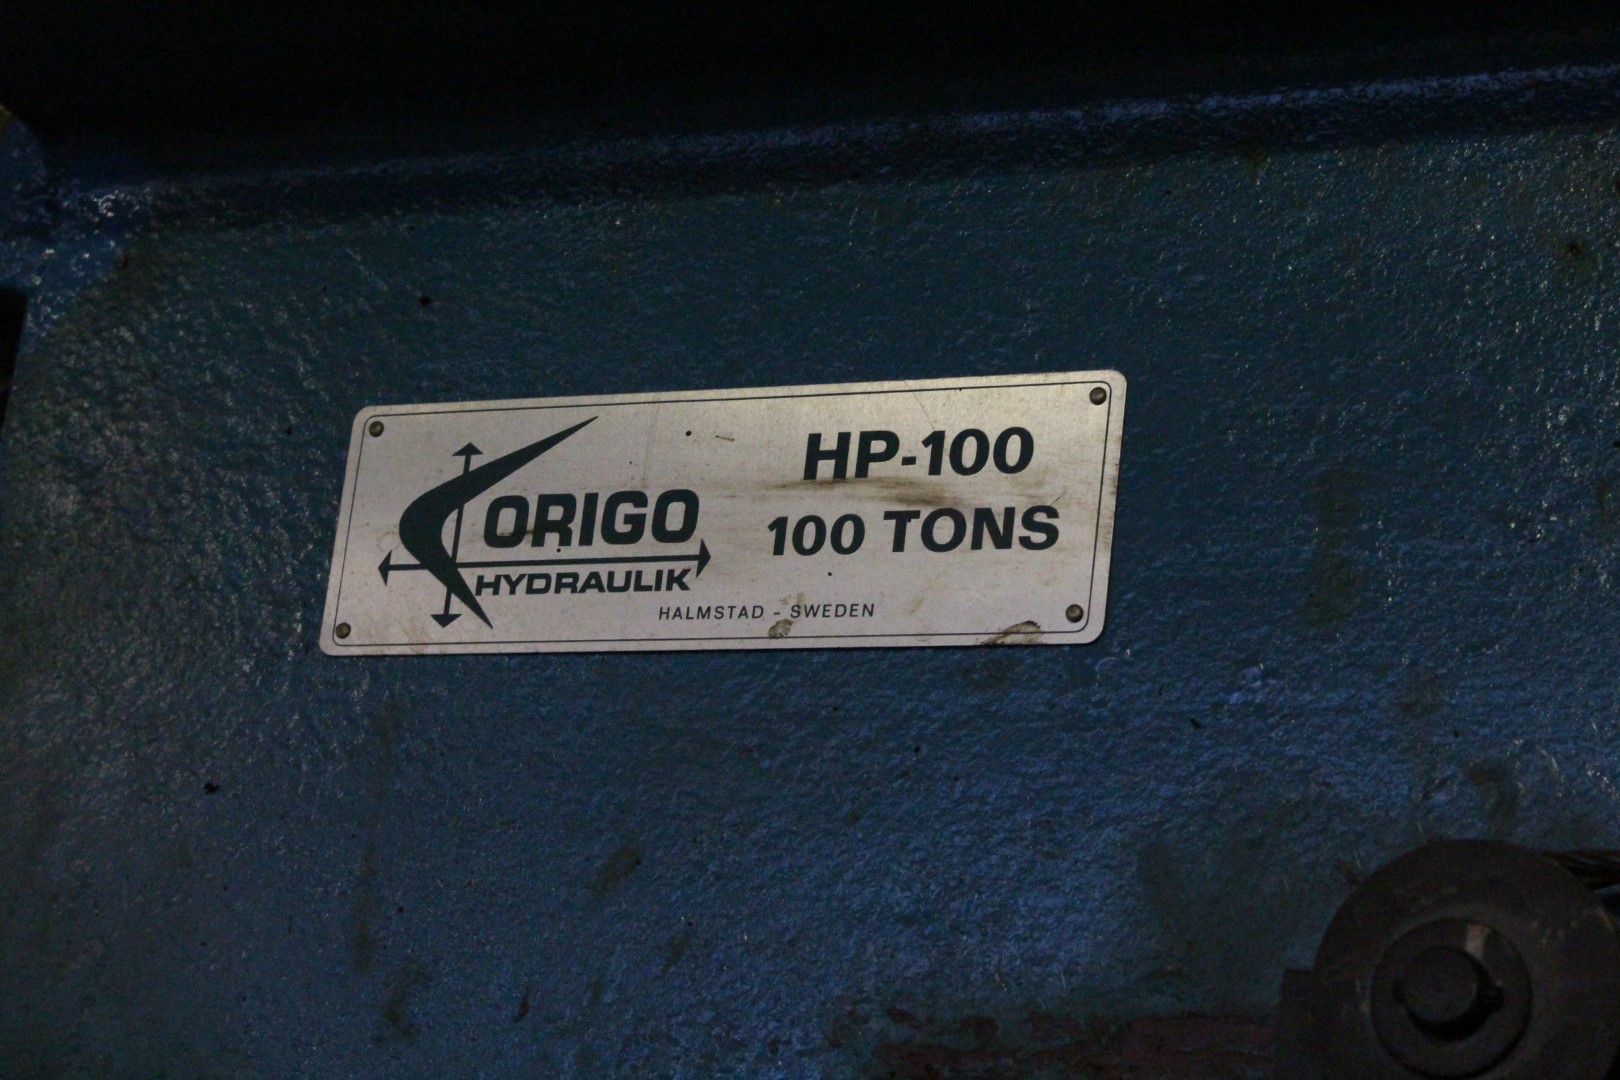 ORIGO
HYDRAULIK
HP-100
100 TONS
HALMSTAD - SWEDEN